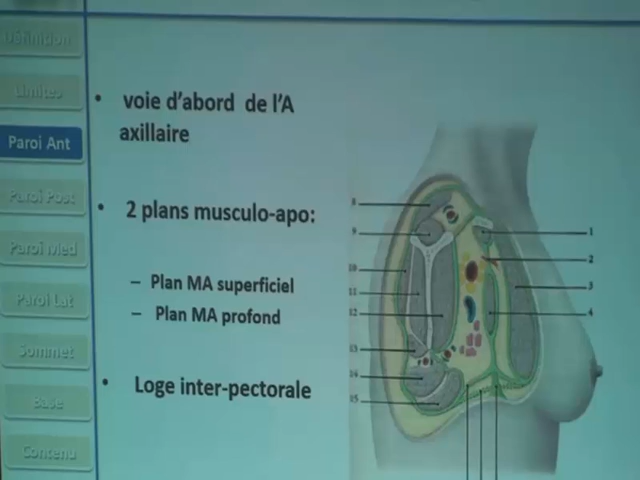 Définition
Limites
Paroi Ant
Paroi Post
Paroi Med
Paroi Lat
Sommet
Base
Contenu
• voie d'abord de l'A
axillaire
• 2 plans musculo-apo:
– Plan MA superficiel
– Plan MA profond
• Loge inter-pectorale
8
9
10
11
12
13
14
15
1
2
3
4